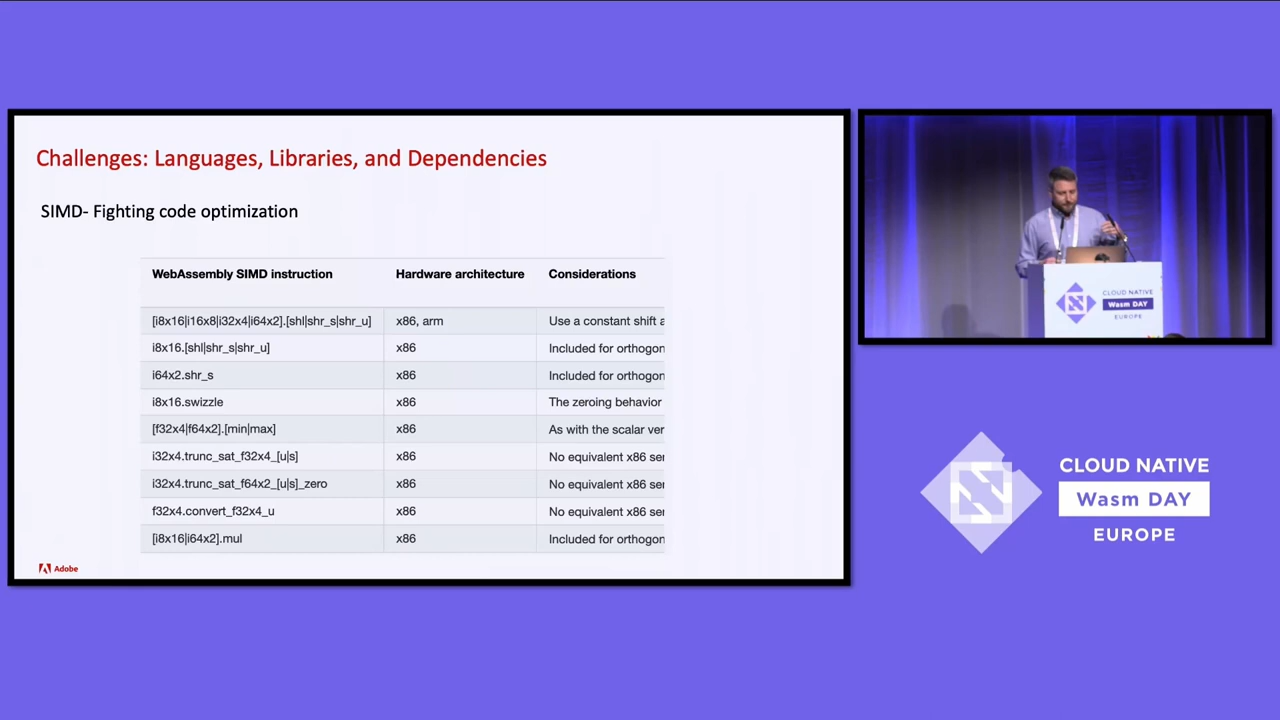 Challenges: Languages, Libraries, and Dependencies
SIMD- Fighting code optimization
WebAssembly SIMD instruction Hardware architecture Considerations
[i8x16|i16x8|i32x4|i64x2].[shl|shr_s|shr_u] x86, arm Use a constant shift a
i8x16.[shl|shr_s|shr_u] x86 Included for orthogon
i64x2.shr_s x86 Included for orthogon
i8x16.swizzle x86 The zeroing behavior
[f32x4|f64x2].[min|max] x86 As with the scalar ver
i32x4.trunc_sat_f32x4_[u|s] x86 No equivalent x86 ser
i32x4.trunc_sat_f64x2_[u|s]_zero x86 No equivalent x86 ser
f32x4.convert_f32x4_u x86 No equivalent x86 ser
[i8x16|i64x2].mul x86 Included for orthogon
Adobe
CLOUD NATIVE
Wasm DAY
EUROPE
CLOUD NATIVE
Wasm DAY
EUROPE